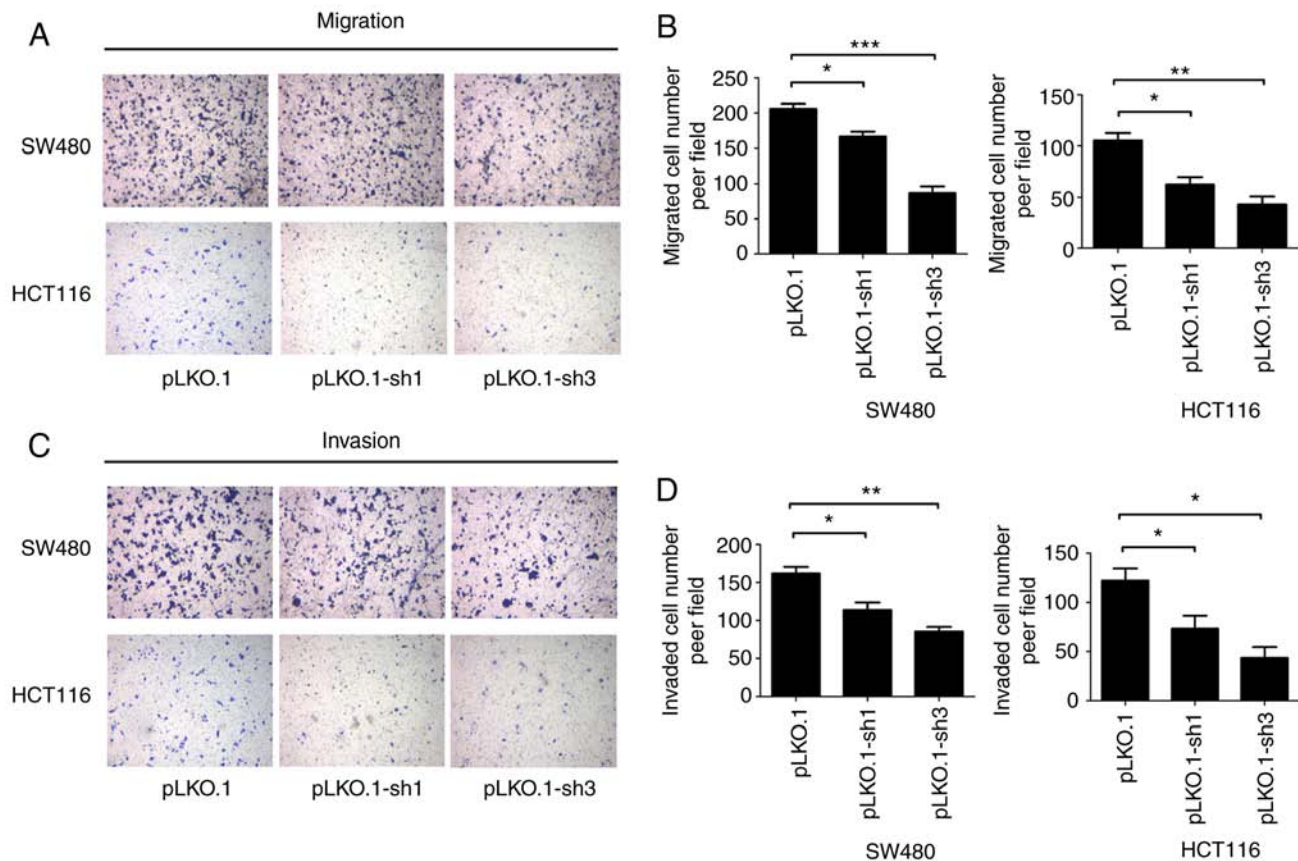 A
Migration
SW480
HCT116
pLKO.1 pLKO.1-sh1 pLKO.1-sh3
B
Migrated cell number
peer field
250
200
150
100
50
0
*
***
pLKO.1
pLKO.1-sh1
pLKO.1-sh3
SW480
Migrated cell number
peer field
150
100
50
0
*
**
pLKO.1
pLKO.1-sh1
pLKO.1-sh3
HCT116
C
Invasion
SW480
HCT116
pLKO.1 pLKO.1-sh1 pLKO.1-sh3
D
Invaded cell number
peer field
200
150
100
50
0
*
**
pLKO.1
pLKO.1-sh1
pLKO.1-sh3
SW480
Invaded cell number
peer field
150
100
50
0
*
*
pLKO.1
pLKO.1-sh1
pLKO.1-sh3
HCT116